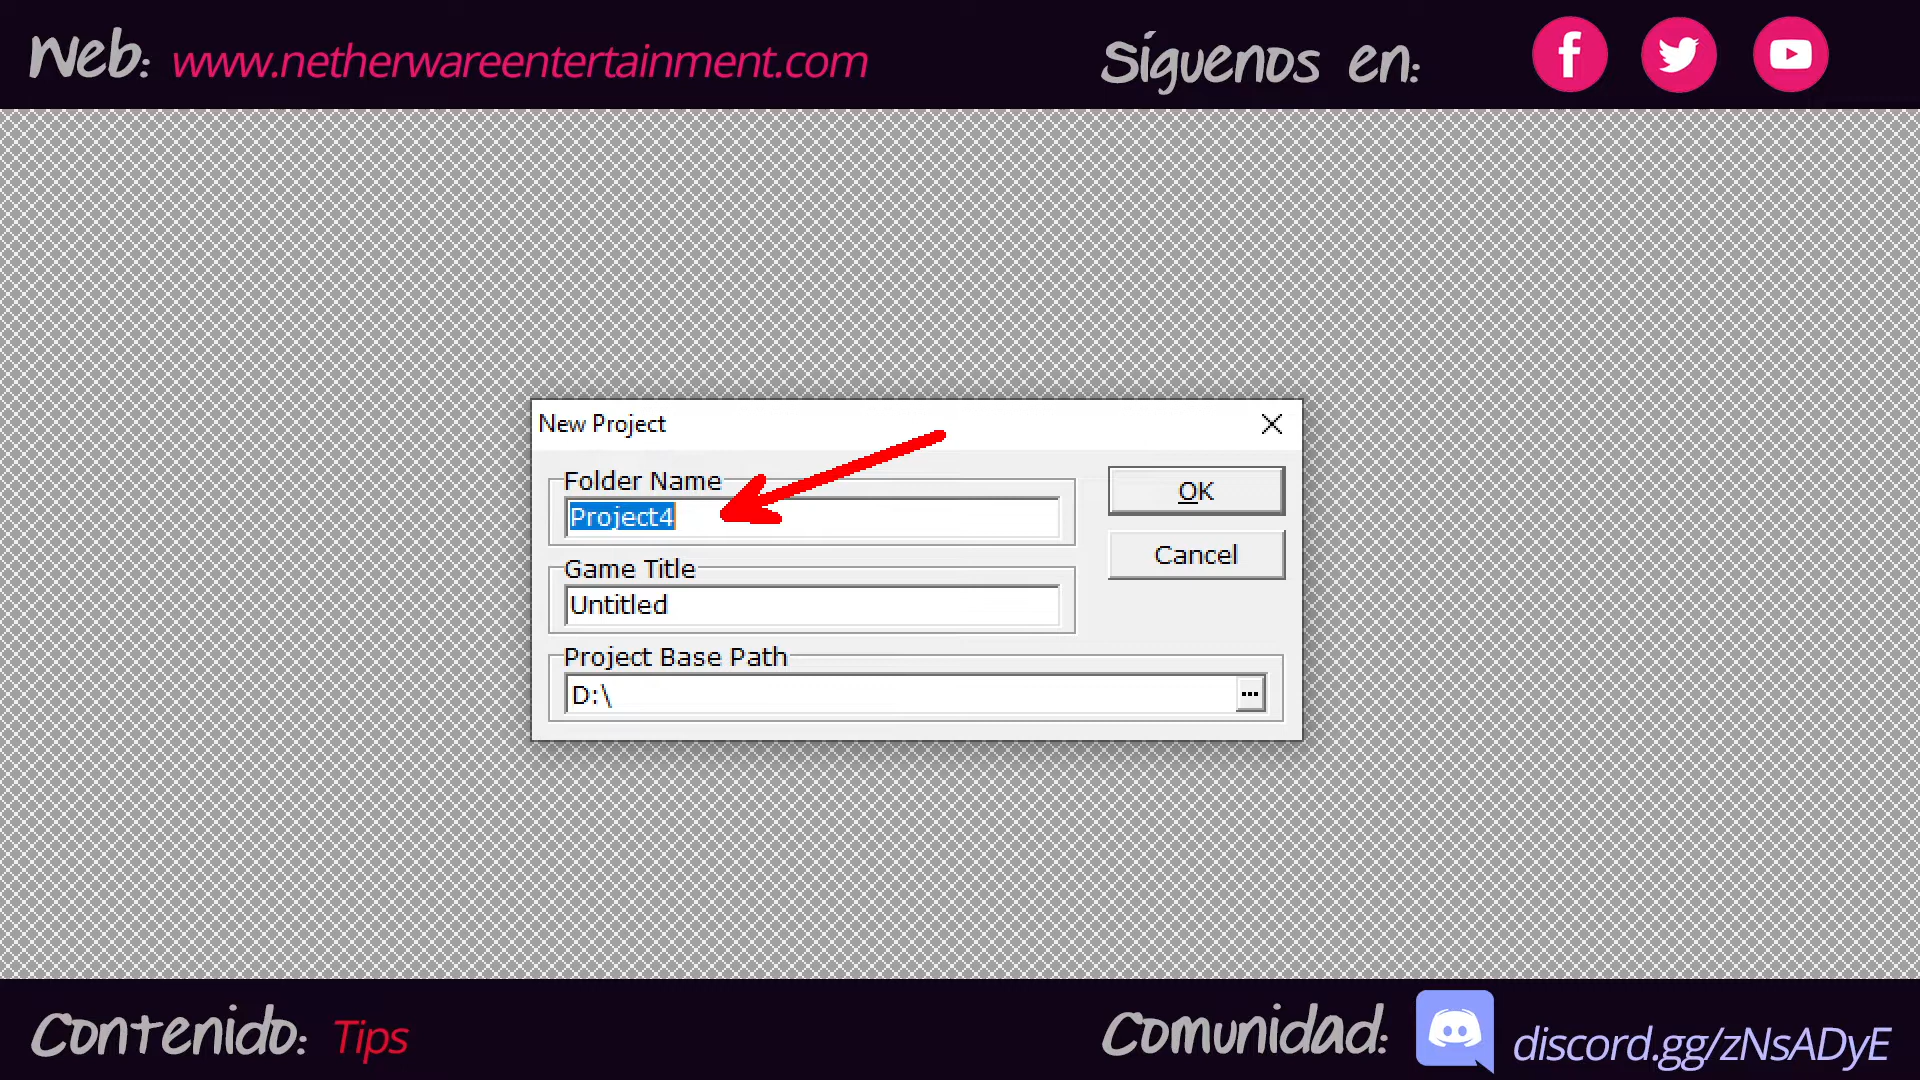 Web: www.netherwareentertainment.com
Síguenos en:
New Project
Folder Name
Project4
OK
Cancel
Game Title
Untitled
Project Base Path
D:\
...
Contenido: Tips
Comunidad: discord.gg/zNsADyE